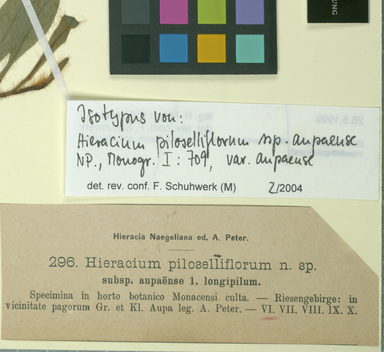 Isotypus von:
Hieracium piloselliflorum ssp. aupaense
NP., Monogr. I: 709, var. aupaense
det. rev. conf. F. Schuhwerk (M) 2/2004
Hieracia Naegeliana ed. A. Peter.
296. Hieracium piloselliflorum n. sp.
subsp. aupaënse 1. longipilum.
Specimina in horto botanico Monacensi culta. — Riesengebirge: in
vicinitate pagorum Gr. et Kl. Aupa leg. A. Peter. — VI. VII. VIII. IX. X.